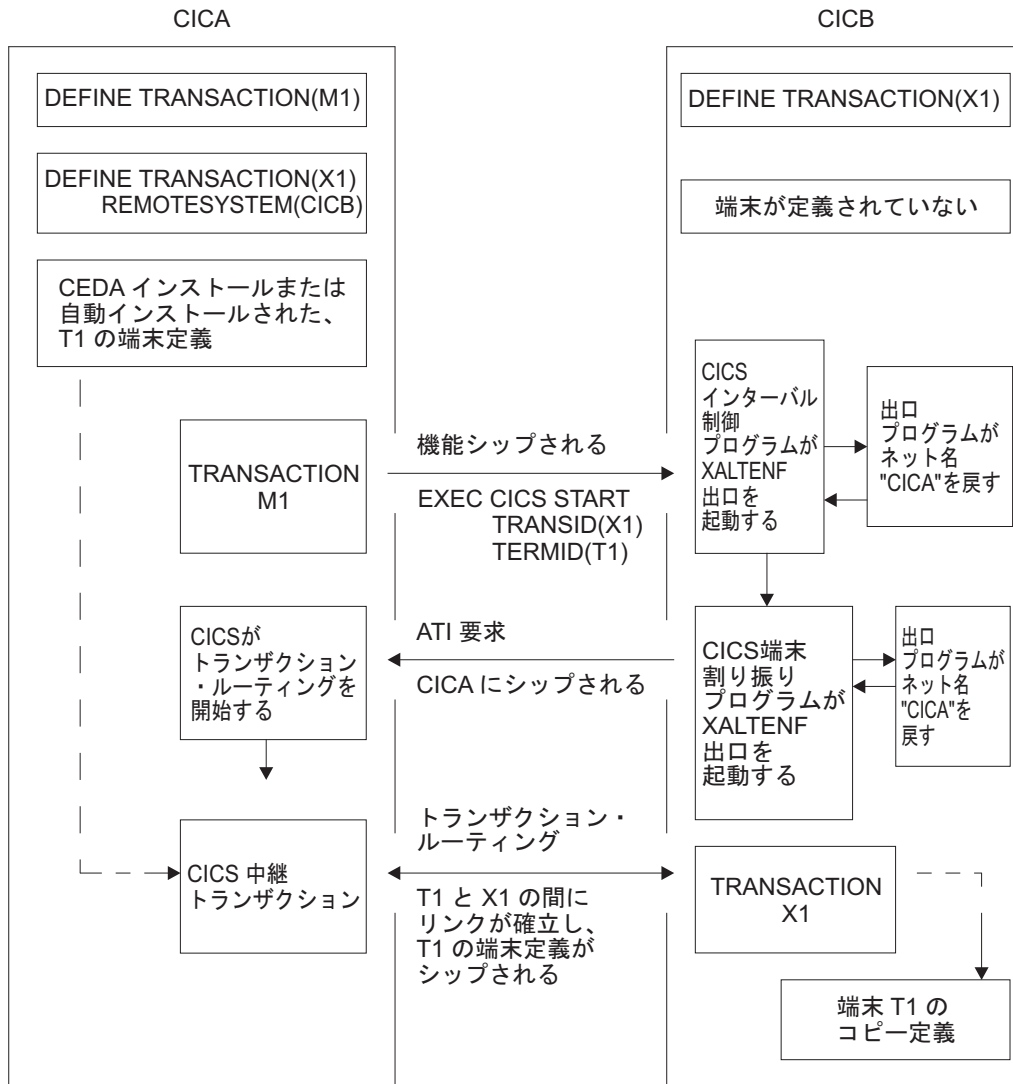 CICA
CICB
DEFINE TRANSACTION(M1)
DEFINE TRANSACTION(X1)
REMOTESYSTEM(CICB)
CEDA インストールまたは
自動インストールされた、
T1 の端末定義
DEFINE TRANSACTION(X1)
端末が定義されていない
TRANSACTION
M1
機能シップされる
EXEC CICS START
TRANSID(X1)
TERMID(T1)
CICS
インターバル
制御
プログラムが
XALTENF
出口を
起動する
出口
プログラムが
ネット名
"CICA"を戻す
CICSが
トランザクション
・ルーティングを
開始する
ATI 要求
CICA にシップされる
CICS端末
割り振り
プログラムが
XALTENF
出口を
起動する
出口
プログラムが
ネット名
"CICA"を
戻す
CICS 中継
トランザクション
トランザクション・
ルーティング
T1 と X1 の間に
リンクが確立し、
T1 の端末定義が
シップされる
TRANSACTION
X1
端末 T1 の
コピー定義